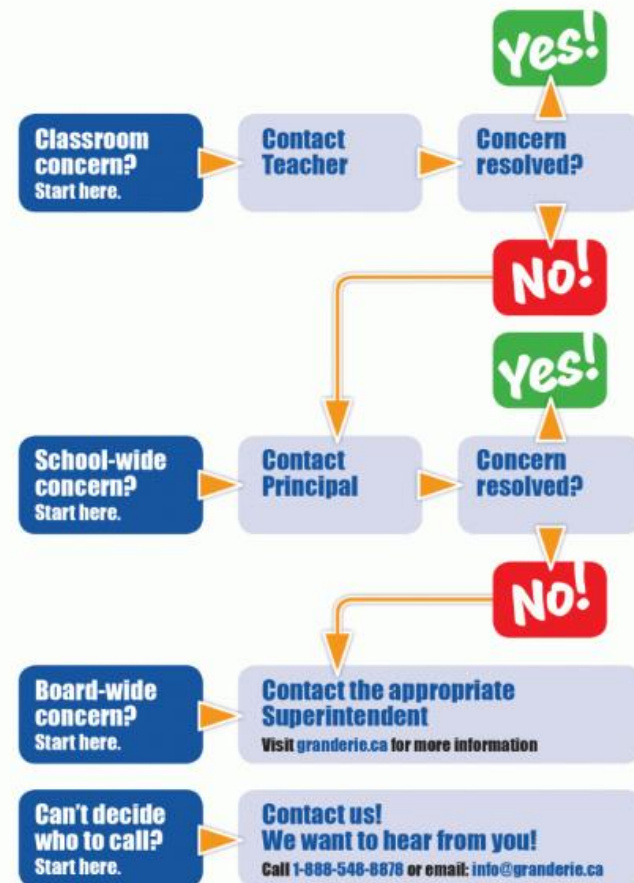 Yes!
Classroom
concern?
Start here.
Contact
Teacher
Concern
resolved?
No!
Yes!
School-wide
concern?
Start here.
Contact
Principal
Concern
resolved?
No!
Board-wide
concern?
Start here.
Contact the appropriate
Superintendent
Visit granderie.ca for more information
Can't decide
who to call?
Start here.
Contact us!
We want to hear from you!
Call 1-888-548-8878 or email: info@granderie.ca